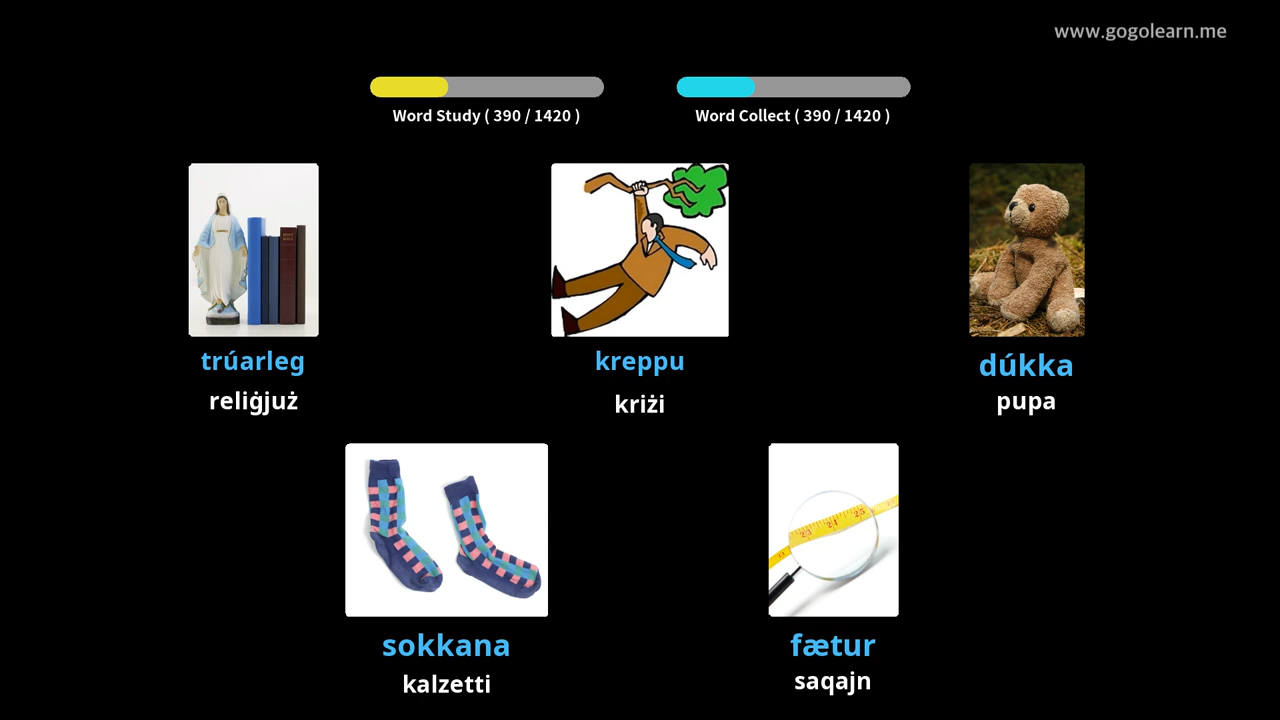 www.gogolearn.me
Word Study ( 390 / 1420 )
Word Collect ( 390 / 1420 )
trúarleg
reliġjuż
kreppu
kriżi
dúkka
pupa
sokkana
kalzetti
fætur
saqajn